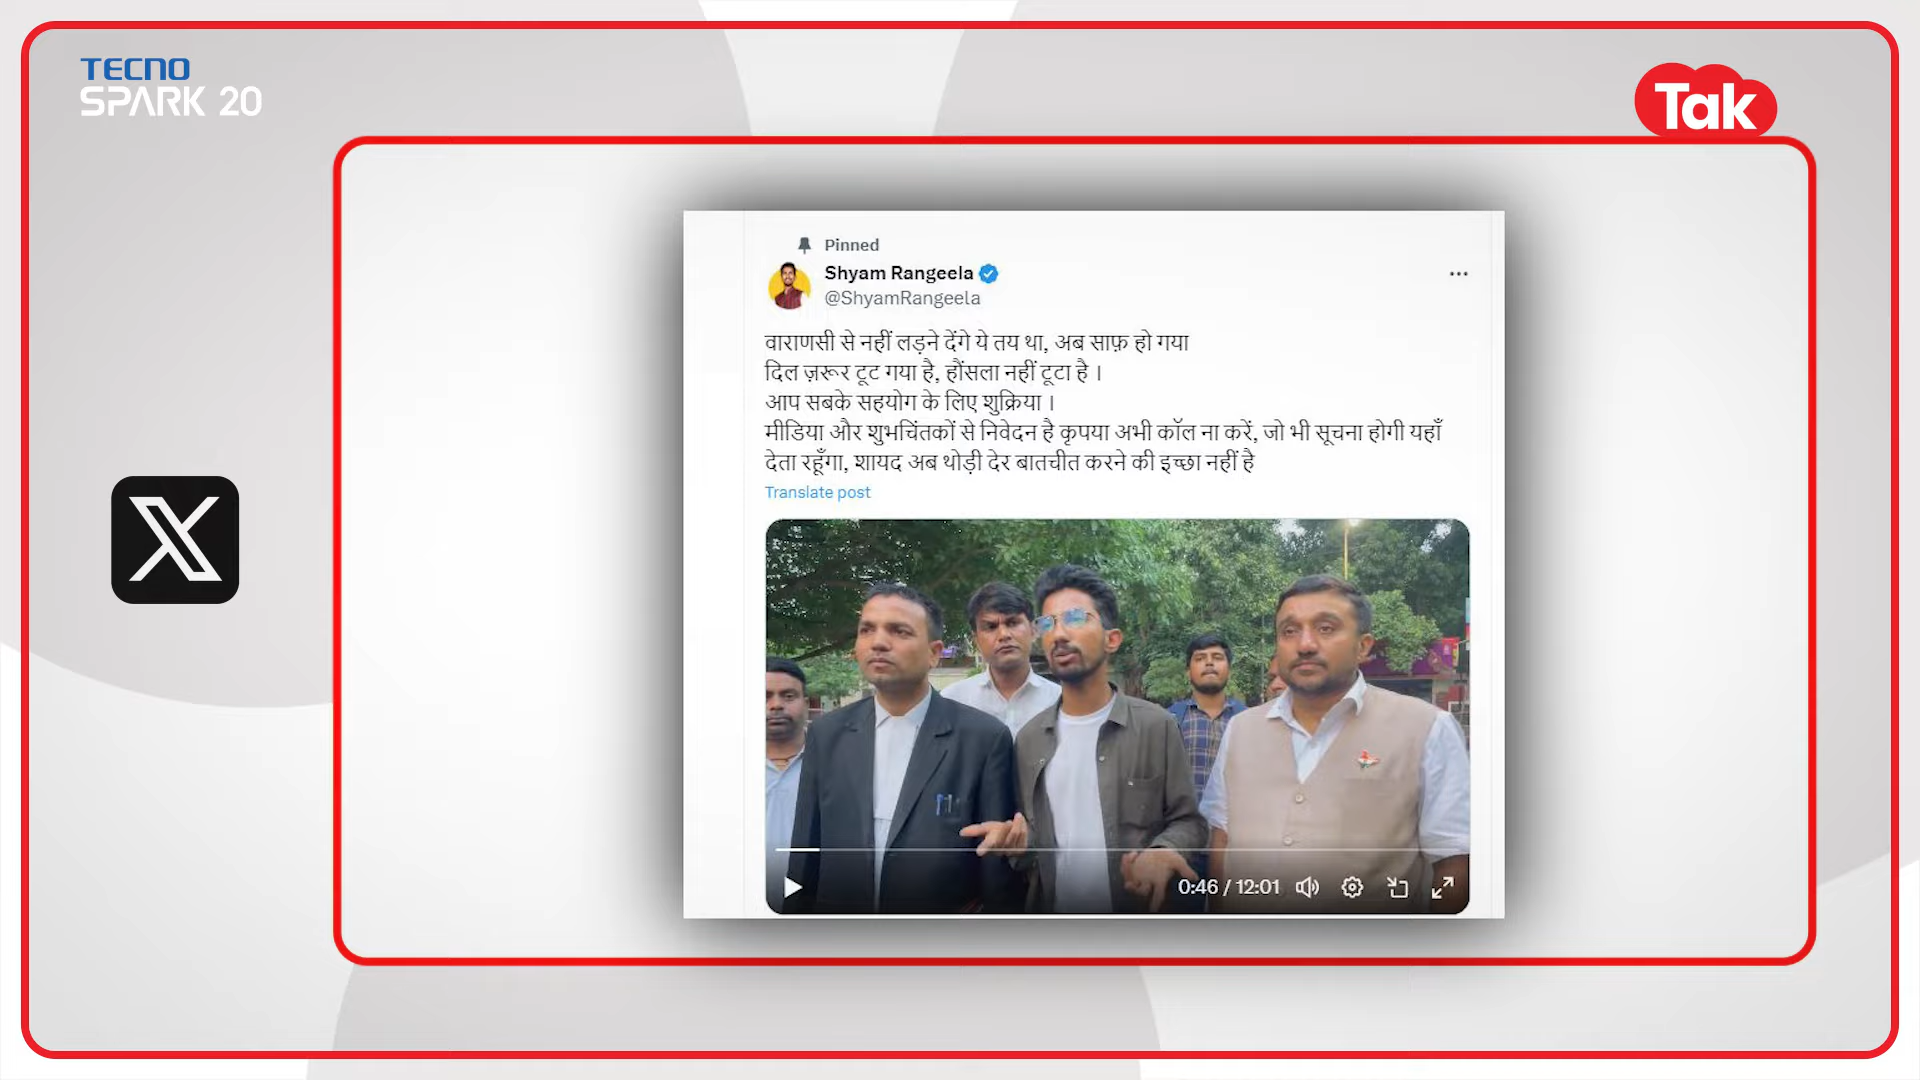 TECNO
SPARK 20
Tak
Pinned
Shyam Rangeela
@ShyamRangeela
वाराणसी से नहीं लड़ने देंगे ये तय था, अब साफ़ हो गया
दिल ज़रूर टूट गया है, हौंसला नहीं टूटा है ।
आप सबके सहयोग के लिए शुक्रिया ।
मीडिया और शुभचिंतकों से निवेदन है कृपया अभी कॉल ना करें, जो भी सूचना होगी यहाँ
देता रहूँगा, शायद अब थोड़ी देर बातचीत करने की इच्छा नहीं है
Translate post
0:46 / 12:01